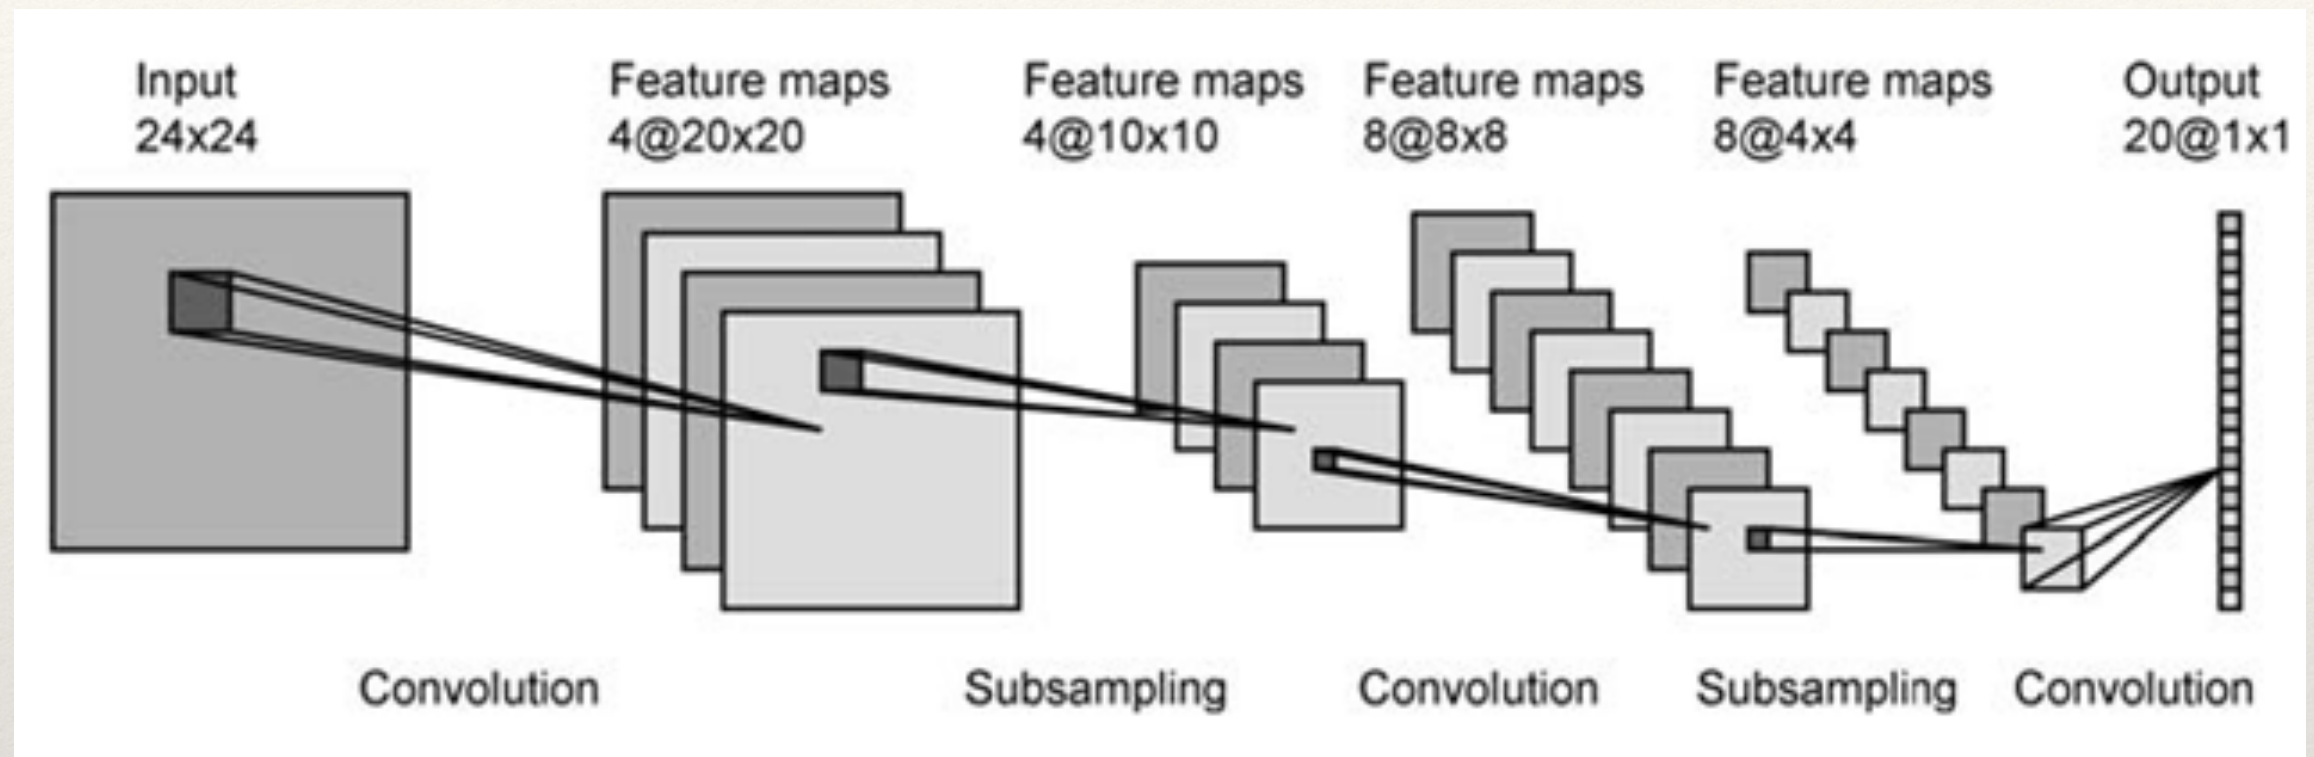 Input
24x24
Feature maps
4@20x20
Feature maps
4@10x10
Feature maps
8@8x8
Feature maps
8@4x4
Output
20@1x1
Convolution
Subsampling
Convolution
Subsampling
Convolution